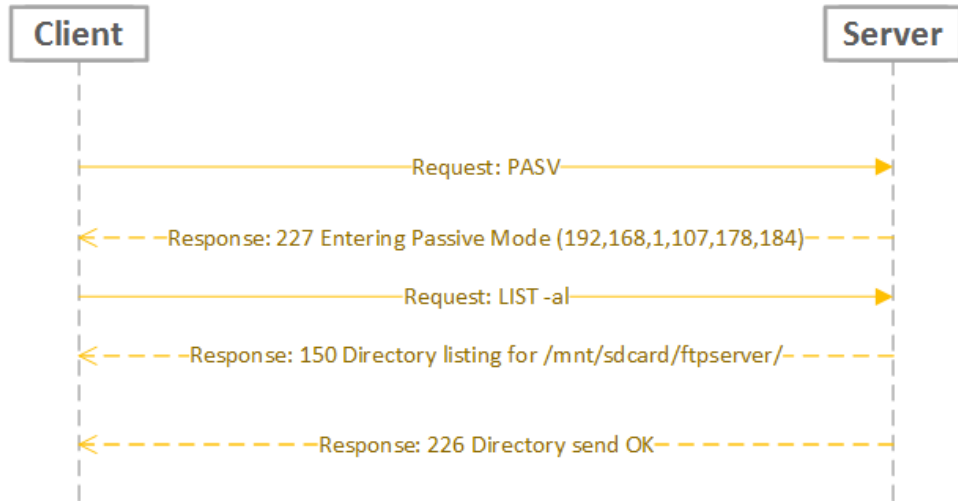 Client
Server
Request: PASV
Response: 227 Entering Passive Mode (192,168,1,107,178,184)
Request: LIST -al
Response: 150 Directory listing for /mnt/sdcard/ftpserver/
Response: 226 Directory send OK